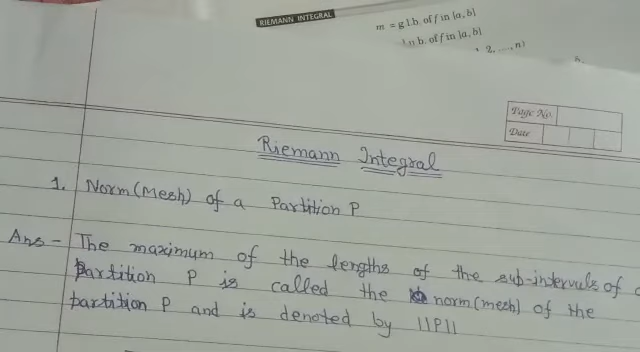 RIEMANN INTEGRAL
m = g.l.b. of f in [a, b]
b. of f in [a, b]
2, ...., n)
Page No.
Date
Riemann Integral
1. Norm(Mesh) of a Partition P
Ans - The maximum of the lengths of the sub-intervals of a
Partition P is called the norm(mesh) of the
partition P and is denoted by ||P||